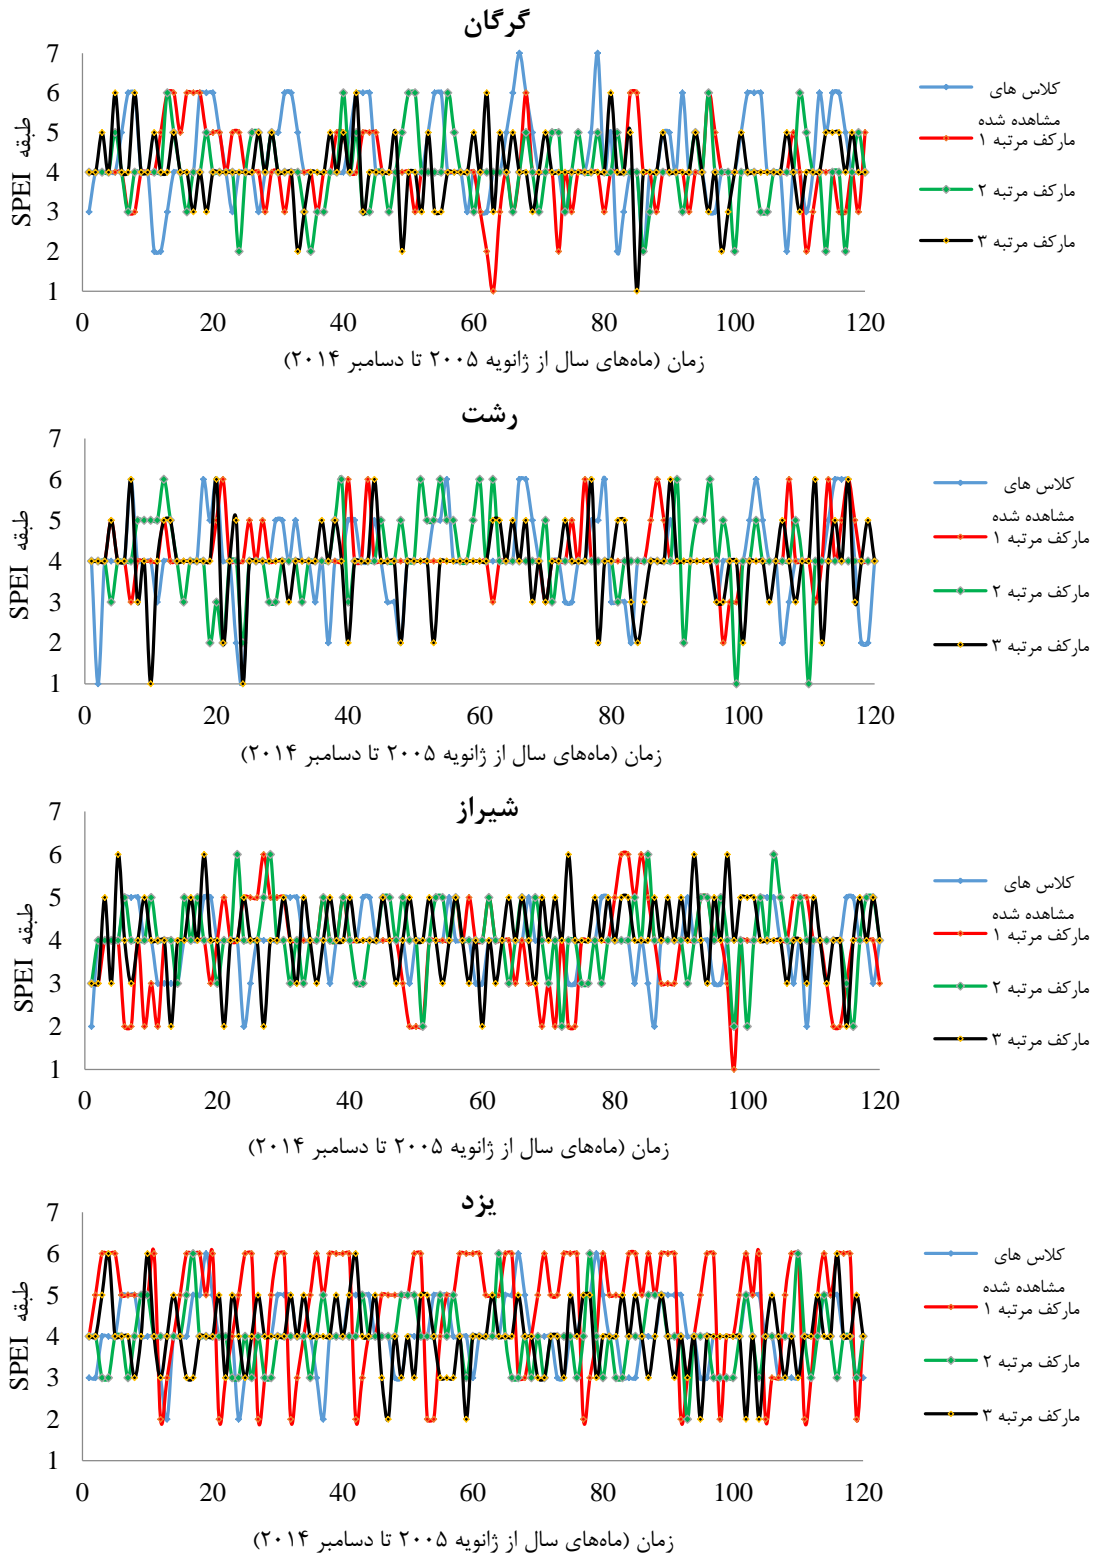 گرگان
7
6
5
4
3
2
1
طبقه SPEI
0 20 40 60 80 100 120
زمان (ماه‌های سال از ژانویه ۲۰۰۵ تا دسامبر ۲۰۱۴)
کلاس های
مشاهده شده
مارکف مرتبه ۱
مارکف مرتبه ۲
مارکف مرتبه ۳
رشت
7
6
5
4
3
2
1
طبقه SPEI
0 20 40 60 80 100 120
زمان (ماه‌های سال از ژانویه ۲۰۰۵ تا دسامبر ۲۰۱۴)
کلاس های
مشاهده شده
مارکف مرتبه ۱
مارکف مرتبه ۲
مارکف مرتبه ۳
شیراز
7
6
5
4
3
2
1
طبقه SPEI
0 20 40 60 80 100 120
زمان (ماه‌های سال از ژانویه ۲۰۰۵ تا دسامبر ۲۰۱۴)
کلاس های
مشاهده شده
مارکف مرتبه ۱
مارکف مرتبه ۲
مارکف مرتبه ۳
یزد
7
6
5
4
3
2
1
طبقه SPEI
0 20 40 60 80 100 120
زمان (ماه‌های سال از ژانویه ۲۰۰۵ تا دسامبر ۲۰۱۴)
کلاس های
مشاهده شده
مارکف مرتبه ۱
مارکف مرتبه ۲
مارکف مرتبه ۳